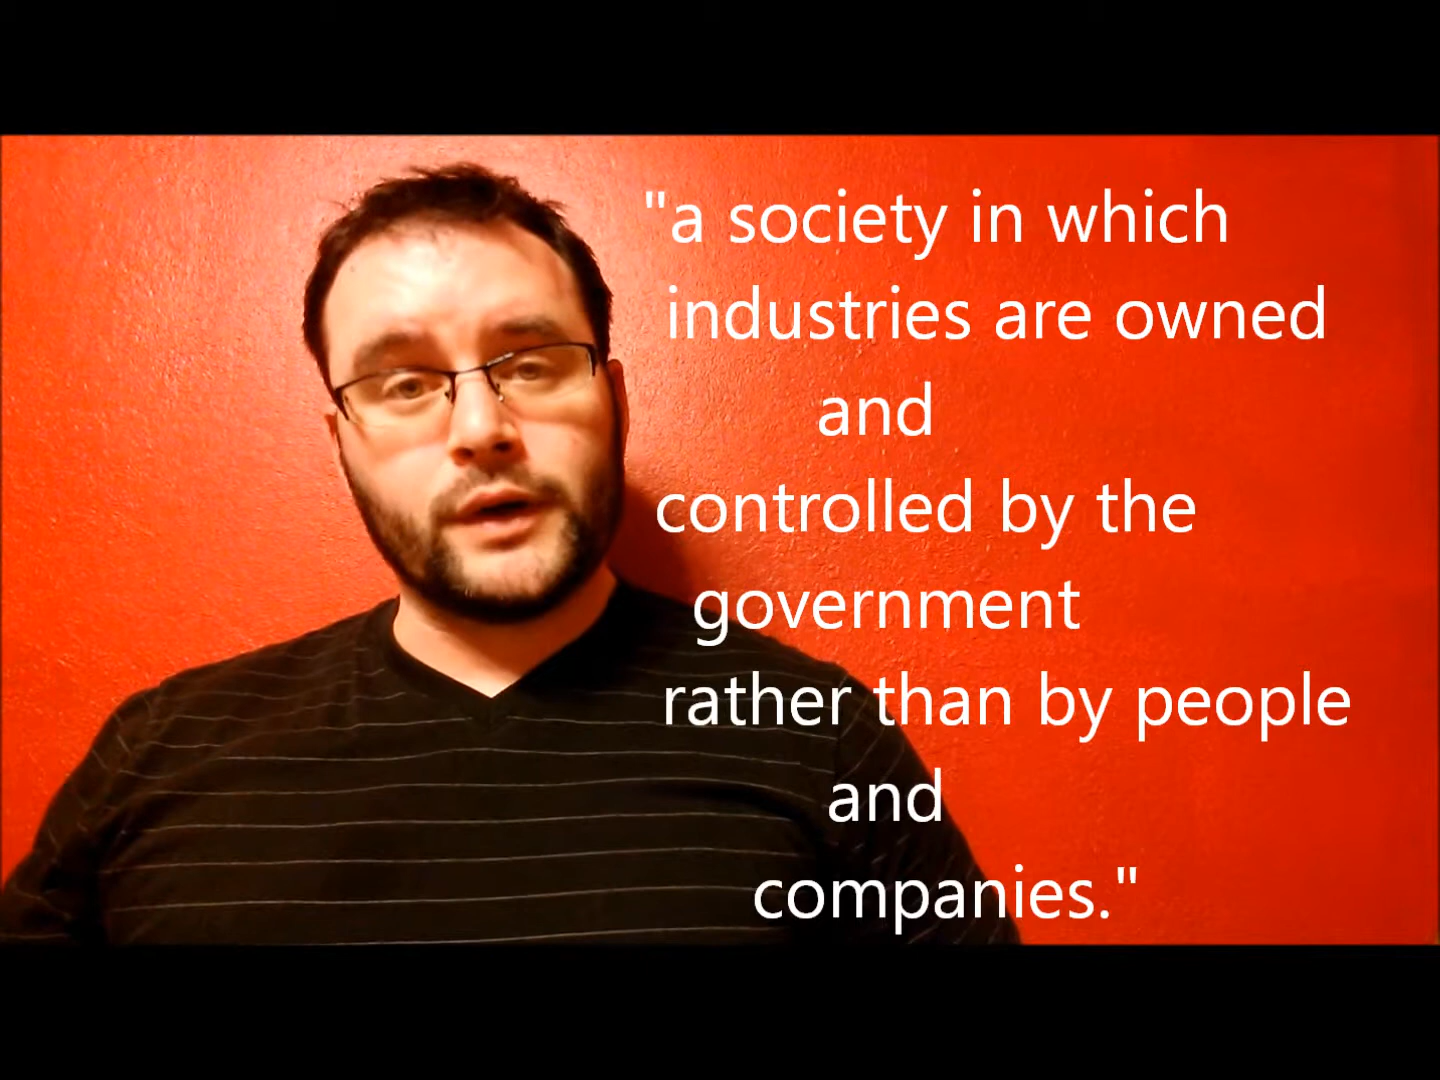 "a society in which
industries are owned
and
controlled by the
government
rather than by people
and
companies."